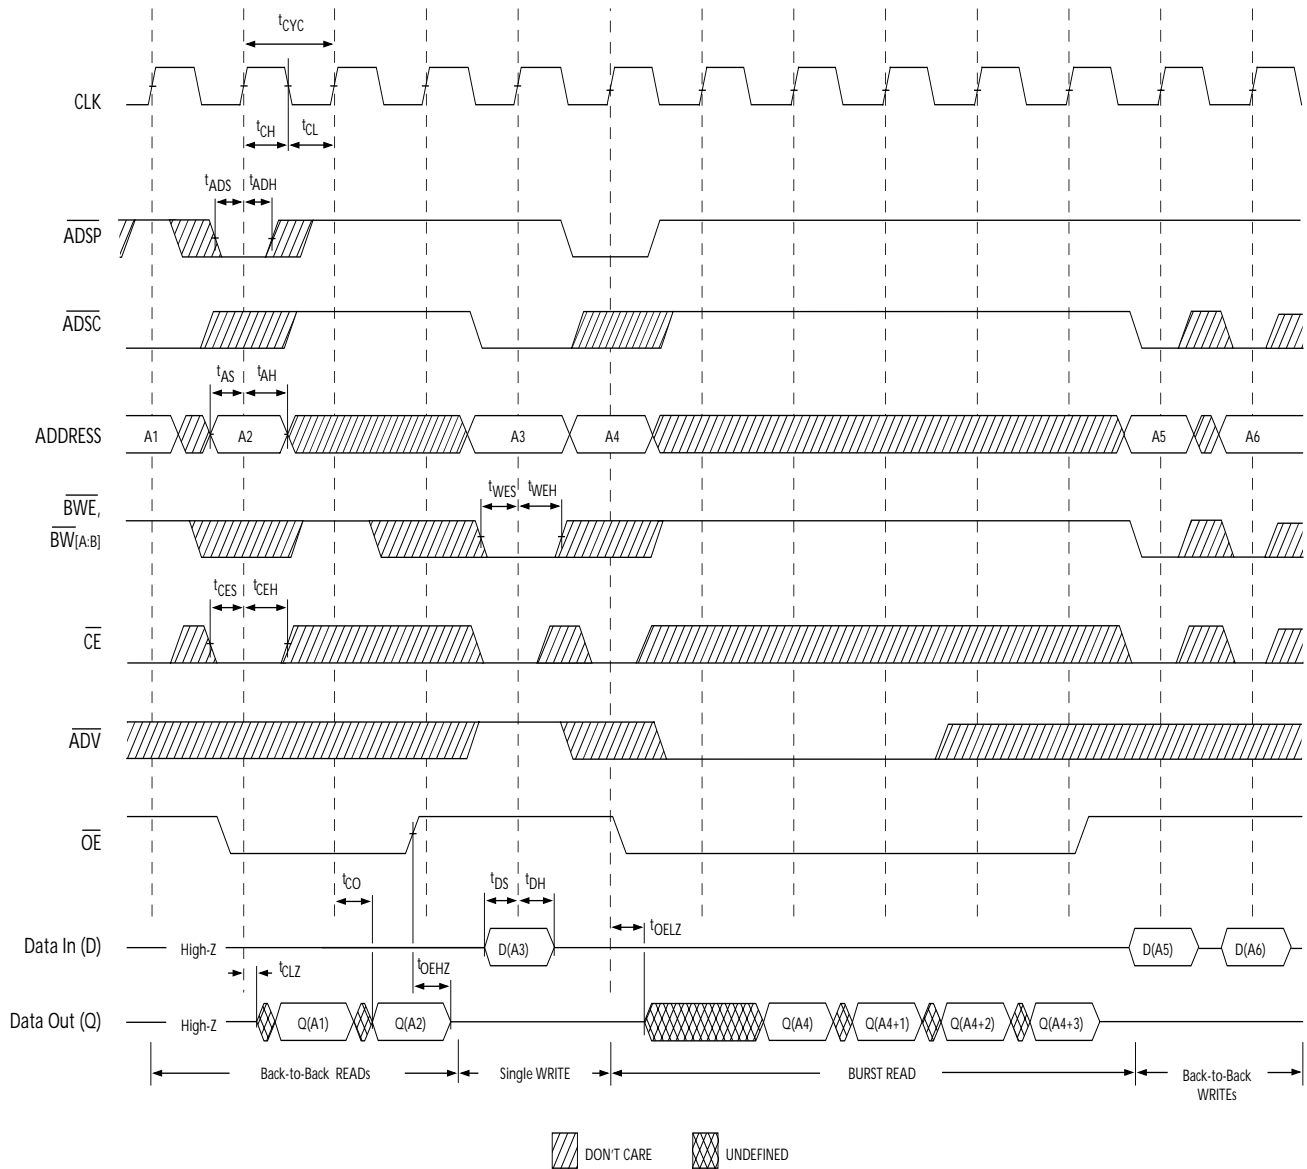 tCYC
CLK
tCH tCL
tADS tADH
ADSP
ADSC
tAS tAH
ADDRESS A1 A2 A3 A4 A5 A6
BWE,
tWES tWEH
BW[A:B]
tCES tCEH
CE
ADV
OE
tCO tDS tDH
tOELZ
Data In (D) High-Z D(A3) D(A5) D(A6)
tCLZ tOEHZ
Data Out (Q) High-Z Q(A1) Q(A2) Q(A4) Q(A4+1) Q(A4+2) Q(A4+3)
Back-to-Back READs Single WRITE BURST READ Back-to-Back
WRITEs
DON'T CARE UNDEFINED